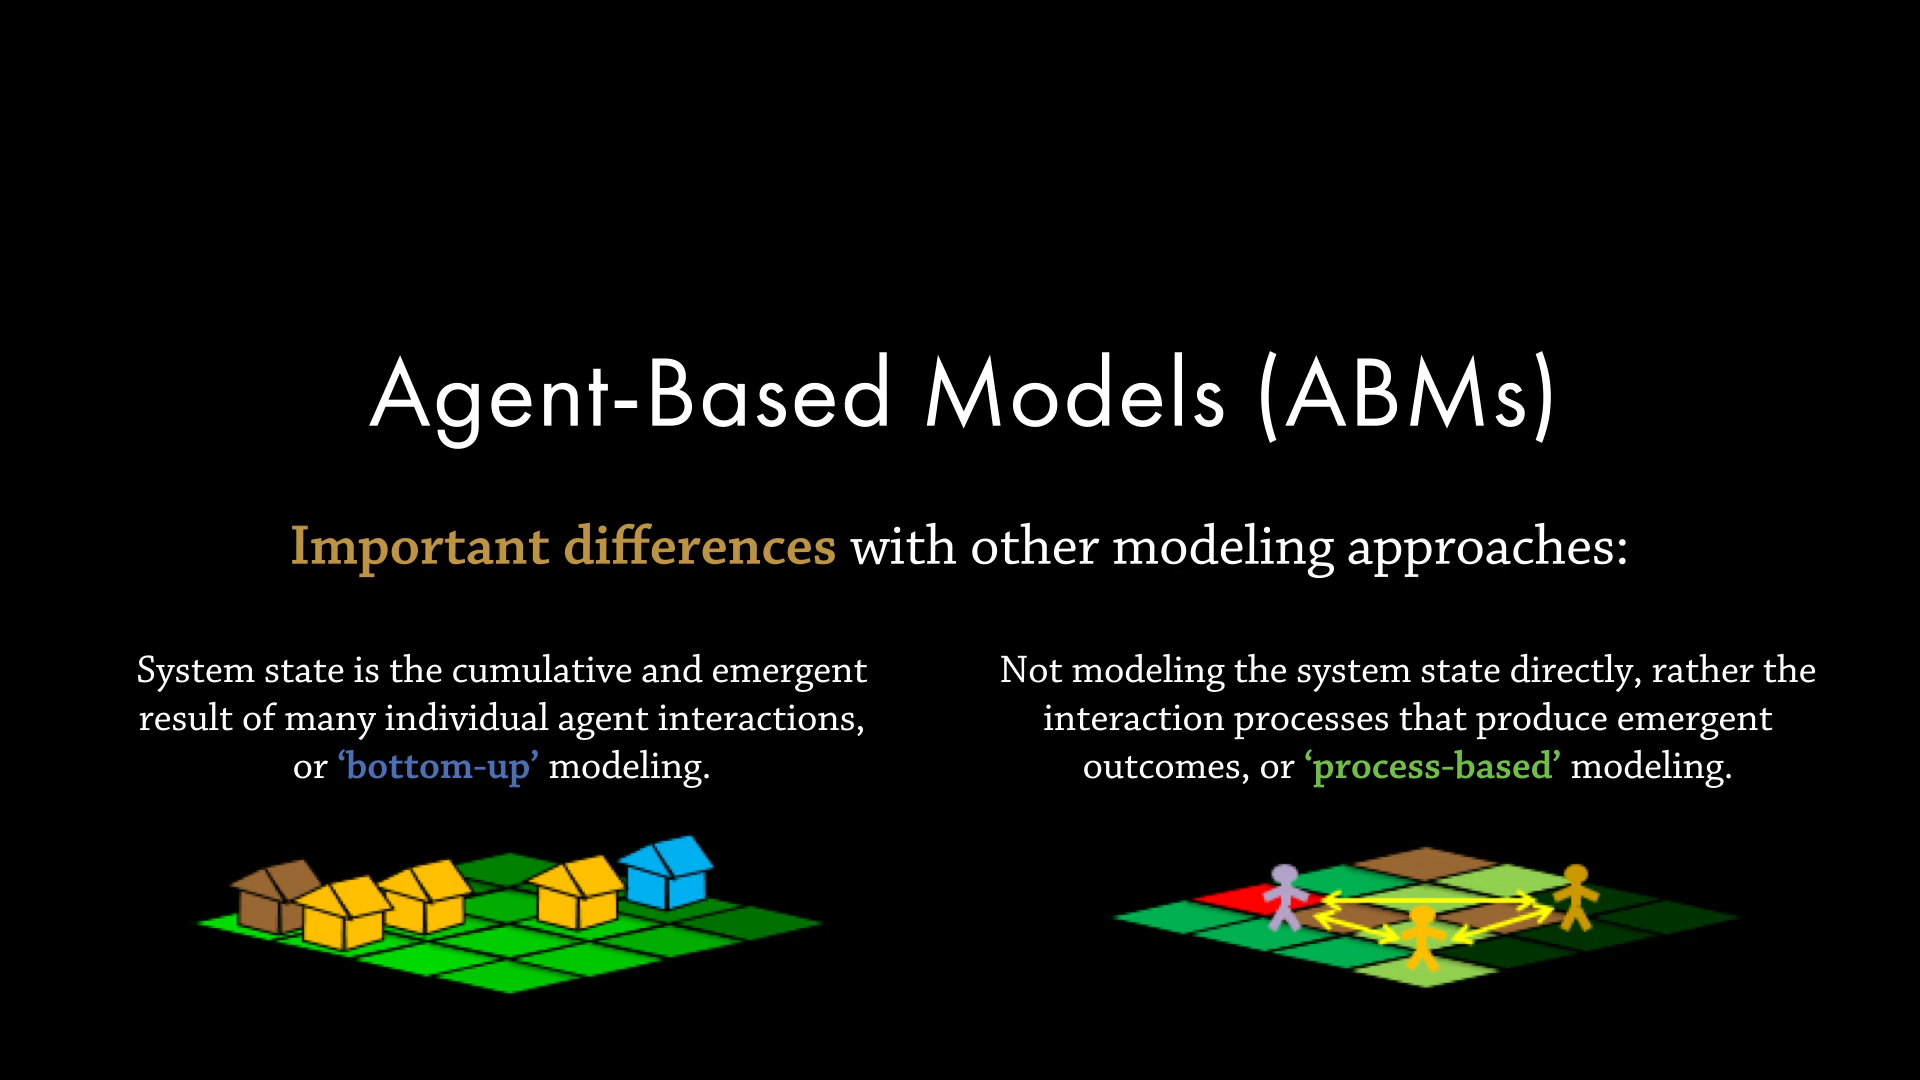 Agent-Based Models (ABMs)
Important differences with other modeling approaches:
System state is the cumulative and emergent
result of many individual agent interactions,
or ‘bottom-up’ modeling.
Not modeling the system state directly, rather the
interaction processes that produce emergent
outcomes, or ‘process-based’ modeling.